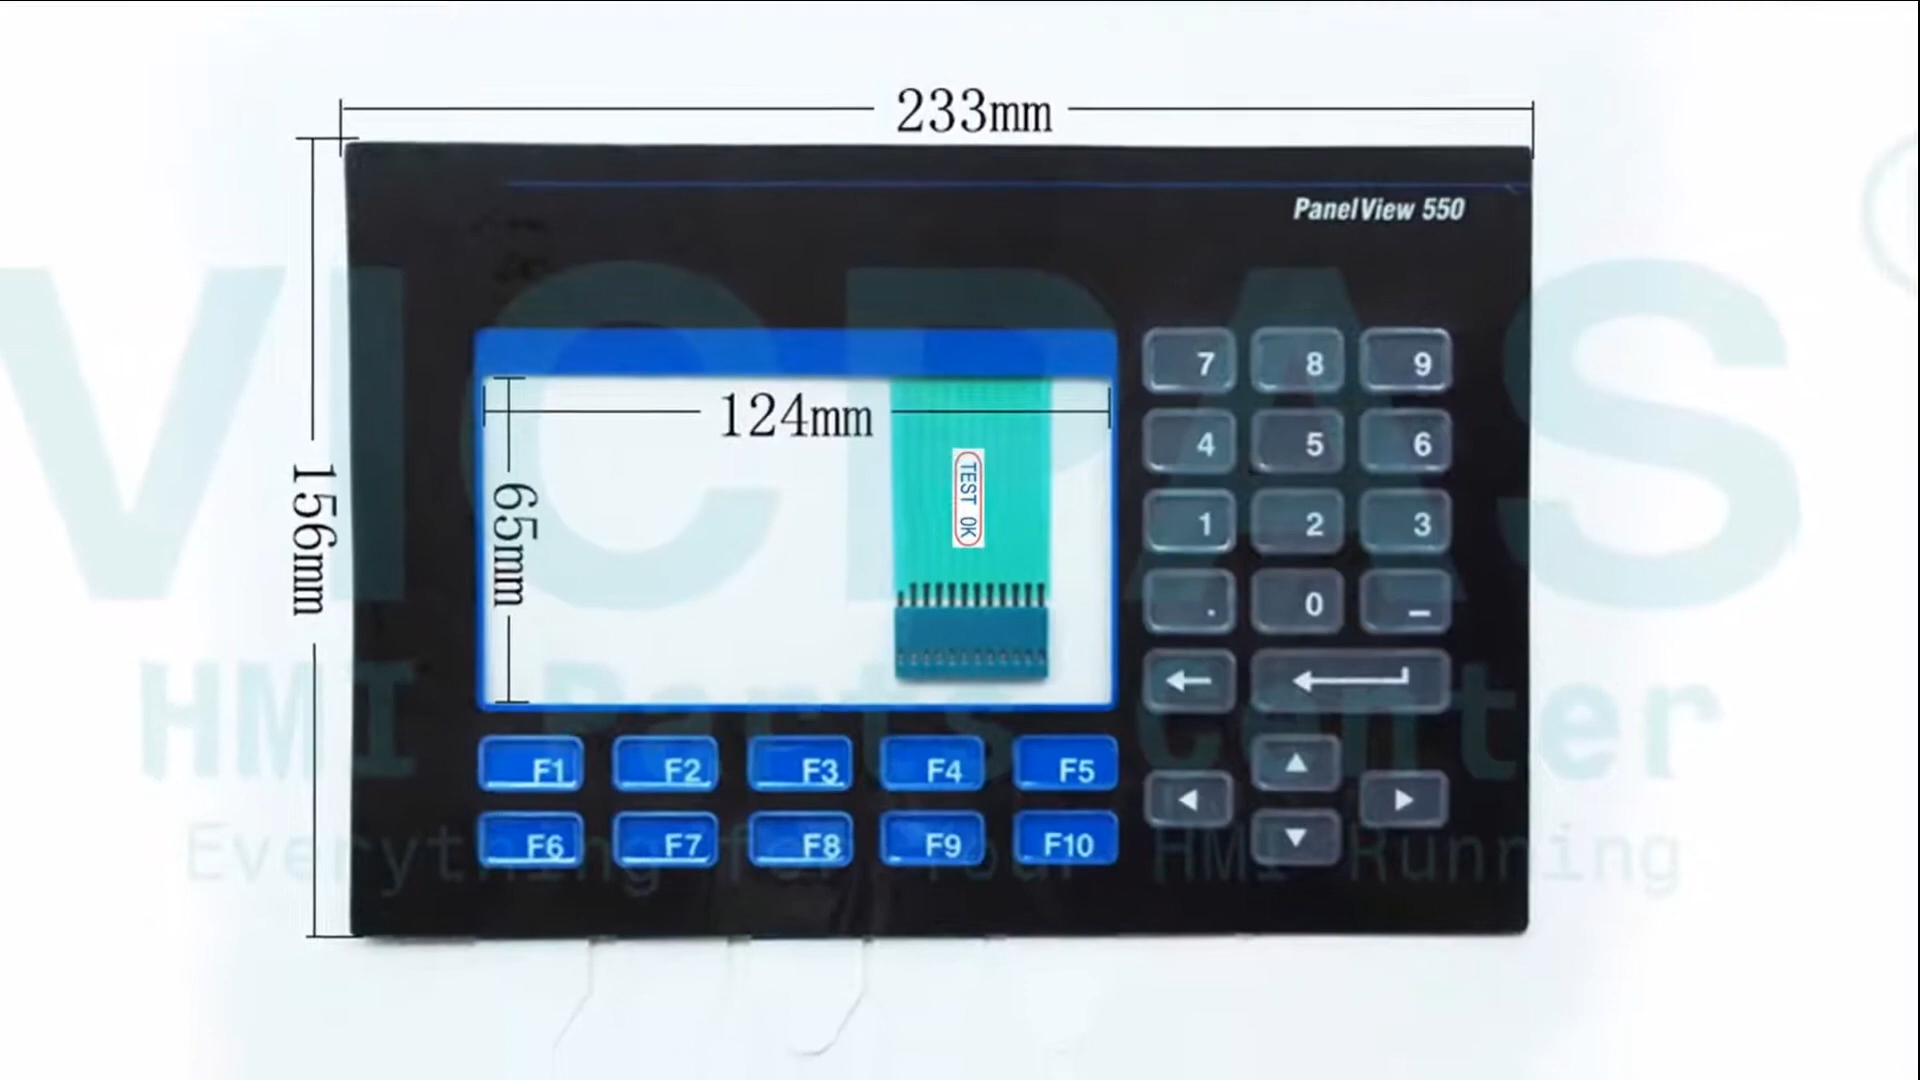 233mm
PanelView 550
156mm
124mm
65mm
TEST OK
7 8 9
4 5 6
1 2 3
. 0 –
F1 F2 F3 F4 F5
F6 F7 F8 F9 F10
VICPAS
HMI Parts Center
Everything for Your HMI Running